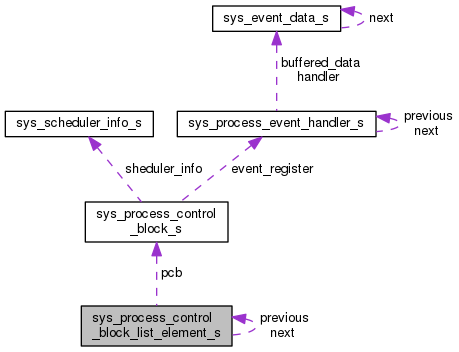 sys_event_data_s
next
buffered_data
handler
sys_scheduler_info_s
sys_process_event_handler_s
previous
next
sheduler_info
event_register
sys_process_control
_block_s
pcb
sys_process_control
_block_list_element_s
previous
next